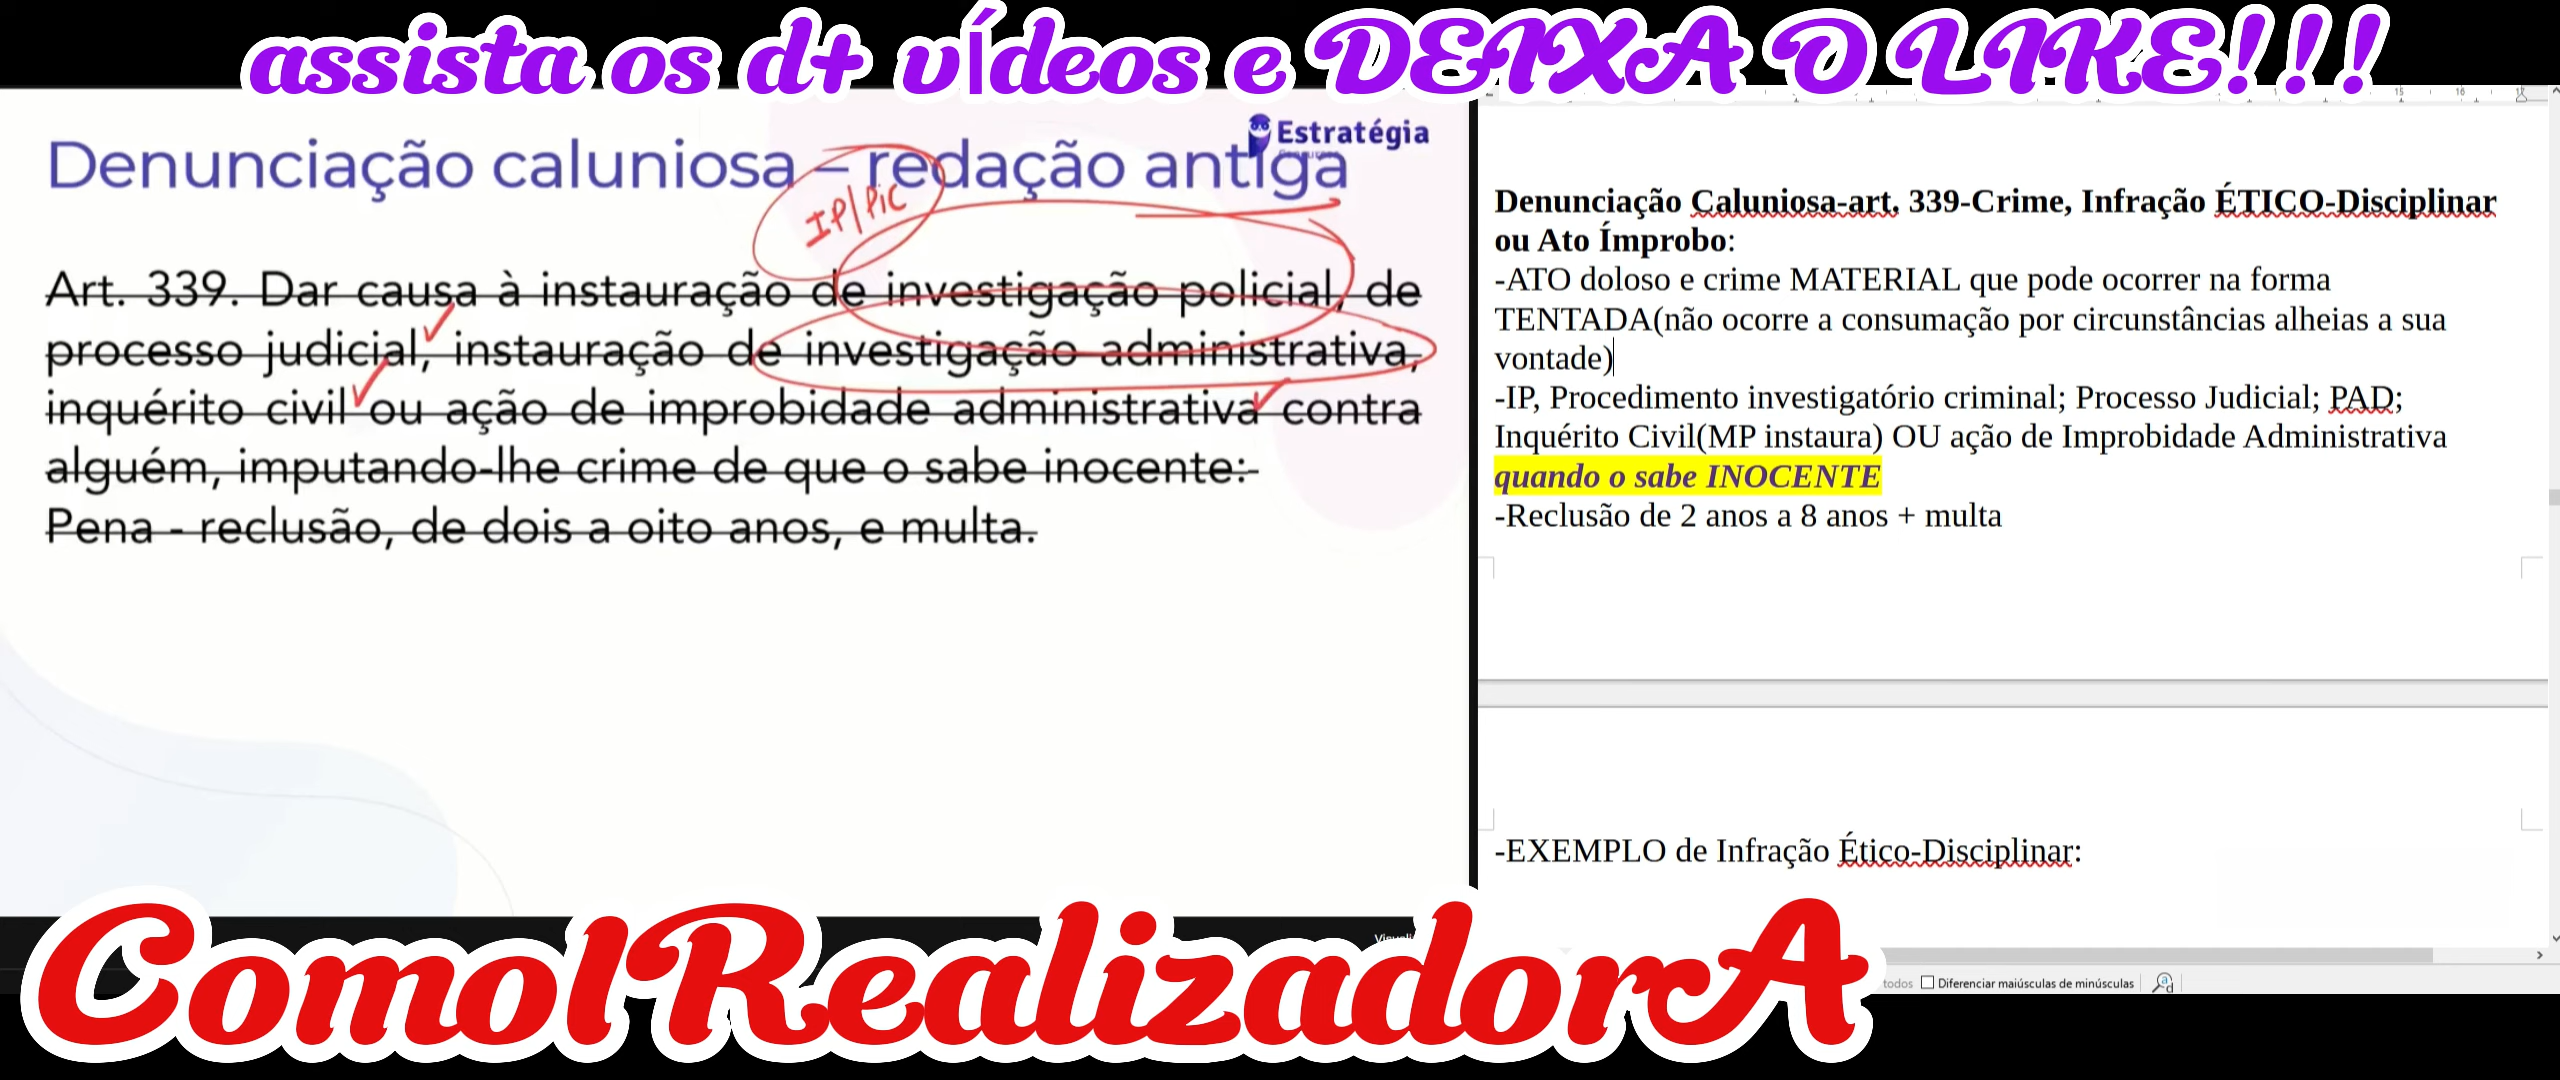 assista os d+ vídeos e DEIXA O LIKE!!!
Estratégia
Concursos
Denunciação caluniosa – redação antiga
IP/PIC
Art. 339. Dar causa à instauração de investigação policial, de
processo judicial, instauração de investigação administrativa,
inquérito civil ou ação de improbidade administrativa contra
alguém, imputando-lhe crime de que o sabe inocente:-
Pena - reclusão, de dois a oito anos, e multa.
15 16 17
Denunciação Caluniosa-art. 339-Crime, Infração ÉTICO-Disciplinar
ou Ato Ímprobo:
-ATO doloso e crime MATERIAL que pode ocorrer na forma
TENTADA(não ocorre a consumação por circunstâncias alheias a sua
vontade)
-IP, Procedimento investigatório criminal; Processo Judicial; PAD;
Inquérito Civil(MP instaura) OU ação de Improbidade Administrativa
quando o sabe INOCENTE
-Reclusão de 2 anos a 8 anos + multa
-EXEMPLO de Infração Ético-Disciplinar:
todos Diferenciar maiúsculas de minúsculas
ComolRealizadorA